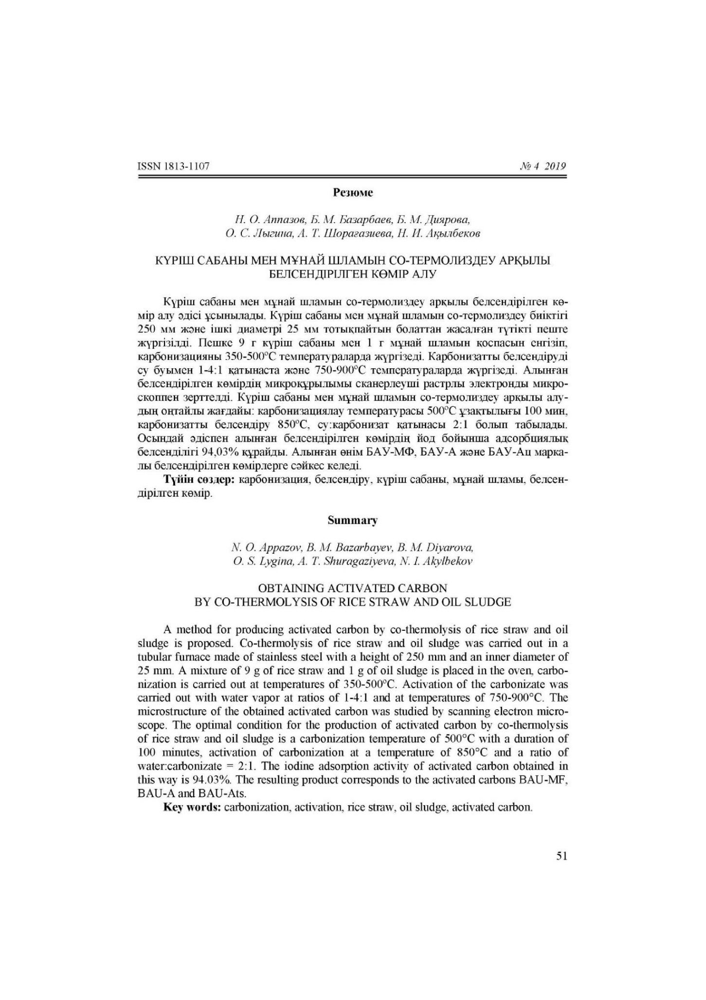 ISSN 1813-1107 № 4 2019
Резюме
Н. О. Аппазов, Б. М. Базарбаев, Б. М. Диярова,
О. С. Лыгина, А. Т. Шорағазиева, Н. И. Ақылбеков
КҮРІШ САБАНЫ МЕН МҰНАЙ ШЛАМЫН СО-ТЕРМОЛИЗДЕУ АРҚЫЛЫ
БЕЛСЕНДІРІЛГЕН КӨМІР АЛУ
Күріш сабаны мен мұнай шламын со-термолиздеу арқылы белсендірілген кө-
мір алу әдісі ұсынылады. Күріш сабаны мен мұнай шламын со-термолиздеу биіктігі
250 мм және ішкі диаметрі 25 мм тотықпайтын болаттан жасалған түтікті пеште
жүргізілді. Пешке 9 г күріш сабаны мен 1 г мұнай шламын қоспасын енгізіп,
карбонизацияны 350-500°С температураларда жүргізеді. Карбонизатты белсендіруді
су буымен 1-4:1 қатынаста және 750-900°С температураларда жүргізеді. Алынған
белсендірілген көмірдің микроқұрылымы сканерлеуші растрлы электронды микро-
скоппен зерттелді. Күріш сабаны мен мұнай шламын со-термолиздеу арқылы алу-
дың оңтайлы жағдайы: карбонизациялау температурасы 500°С ұзақтылығы 100 мин,
карбонизатты белсендіру 850°С, су:карбонизат қатынасы 2:1 болып табылады.
Осындай әдіспен алынған белсендірілген көмірдің йод бойынша адсорбциялық
белсенділігі 94,03% құрайды. Алынған өнім БАУ-МФ, БАУ-А және БАУ-Ац марка-
лы белсендірілген көмірлерге сәйкес келеді.
Түйін сөздер: карбонизация, белсендіру, күріш сабаны, мұнай шламы, белсен-
дірілген көмір.
Summary
N. O. Appazov, B. M. Bazarbayev, B. M. Diyarova,
O. S. Lygina, A. T. Shuragaziyeva, N. I. Akylbekov
OBTAINING ACTIVATED CARBON
BY CO-THERMOLYSIS OF RICE STRAW AND OIL SLUDGE
A method for producing activated carbon by co-thermolysis of rice straw and oil
sludge is proposed. Co-thermolysis of rice straw and oil sludge was carried out in a
tubular furnace made of stainless steel with a height of 250 mm and an inner diameter of
25 mm. A mixture of 9 g of rice straw and 1 g of oil sludge is placed in the oven, carbo-
nization is carried out at temperatures of 350-500°C. Activation of the carbonizate was
carried out with water vapor at ratios of 1-4:1 and at temperatures of 750-900°C. The
microstructure of the obtained activated carbon was studied by scanning electron micro-
scope. The optimal condition for the production of activated carbon by co-thermolysis
of rice straw and oil sludge is a carbonization temperature of 500°C with a duration of
100 minutes, activation of carbonization at a temperature of 850°C and a ratio of
water:carbonizate = 2:1. The iodine adsorption activity of activated carbon obtained in
this way is 94.03%. The resulting product corresponds to the activated carbons BAU-MF,
BAU-A and BAU-Ats.
Key words: carbonization, activation, rice straw, oil sludge, activated carbon.
51